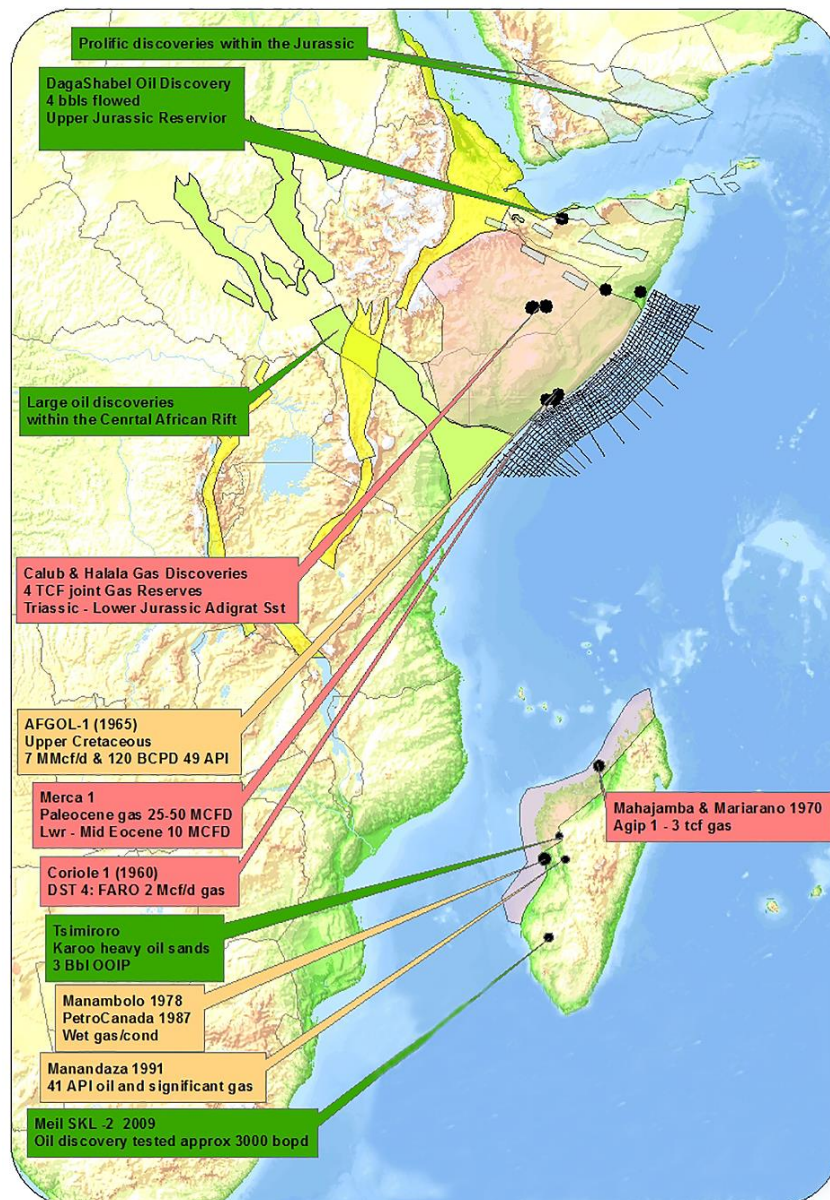 Prolific discoveries within the Jurassic
DagaShabel Oil Discovery
4 bbls flowed
Upper Jurassic Reservior
Large oil discoveries
within the Cenrtal African Rift
Calub & Halala Gas Discoveries
4 TCF joint Gas Reserves
Triassic - Lower Jurassic Adigrat Sst
AFGOL-1 (1965)
Upper Cretaceous
7 MMcf/d & 120 BCPD 49 API
Merca 1
Paleocene gas 25-50 MCFD
Lwr - Mid Eocene 10 MCFD
Mahajamba & Mariarano 1970
Agip 1 - 3 tcf gas
Coriole 1 (1960)
DST 4: FARO 2 Mcf/d gas
Tsimiroro
Karoo heavy oil sands
3 Bbl OOIP
Manambolo 1978
PetroCanada 1987
Wet gas/cond
Manandaza 1991
41 API oil and significant gas
Meil SKL -2  2009
Oil discovery tested approx 3000 bopd